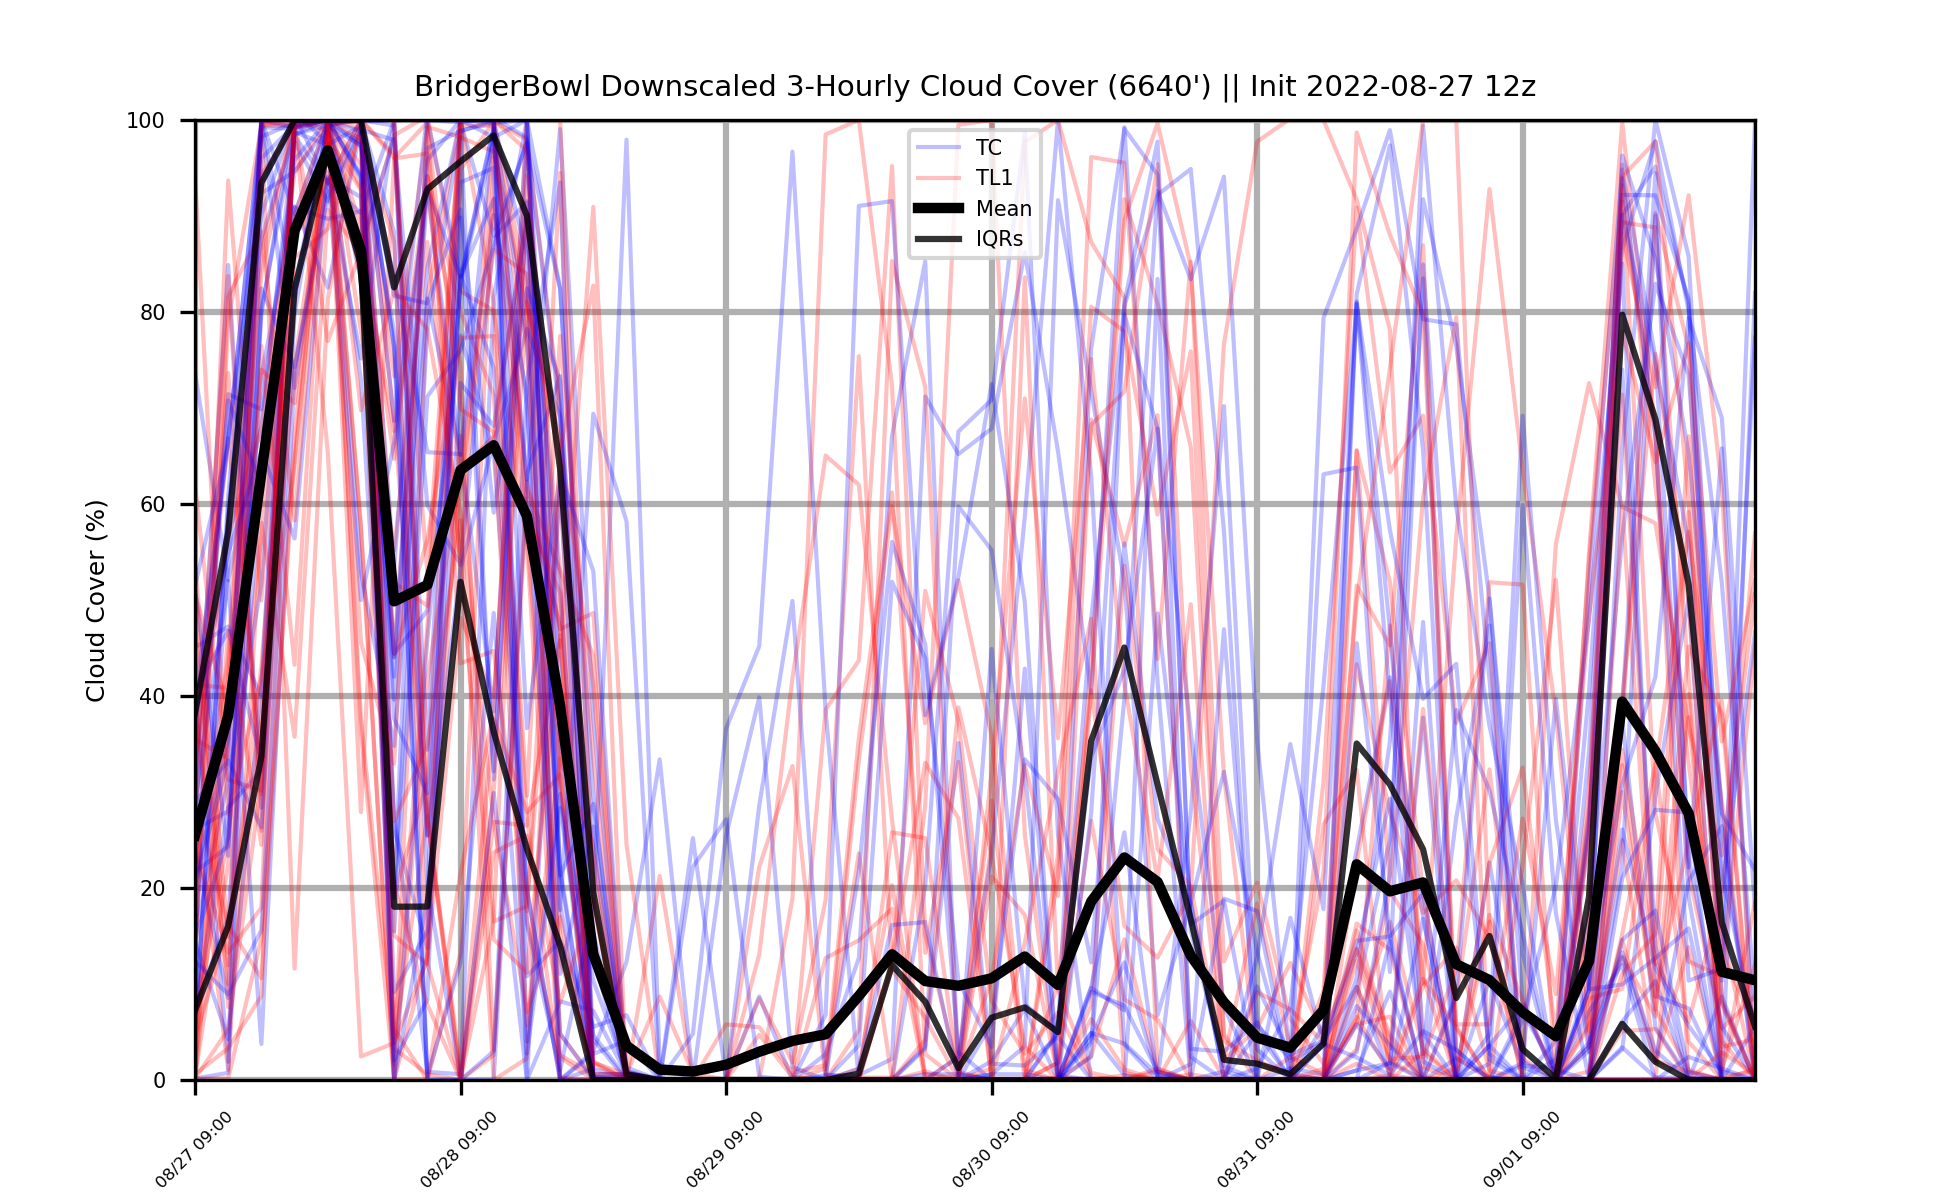 BridgerBowl Downscaled 3-Hourly Cloud Cover (6640') || Init 2022-08-27 12z
TC
TL1
Mean
IQRs
Cloud Cover (%)
100
80
60
40
20
0
08/27 09:00
08/28 09:00
08/29 09:00
08/30 09:00
08/31 09:00
09/01 09:00